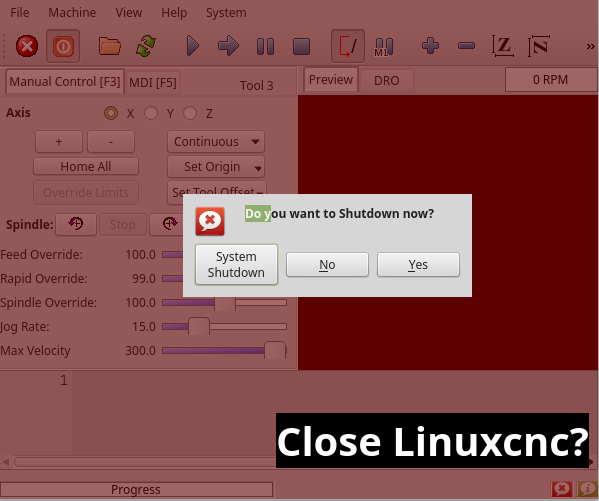 File Machine View Help System
M1 Z N »
Manual Control [F3] MDI [F5] Tool 3 Preview DRO 0 RPM
Axis X Y Z
+ - Continuous
Home All Set Origin
Override Limits Set Tool Offset
Spindle: Stop
Do you want to Shutdown now?
System
Shutdown
No Yes
Feed Override: 100.0
Rapid Override: 99.0
Spindle Override: 100.0
Jog Rate: 15.0
Max Velocity 300.0
1
Close Linuxcnc?
Progress